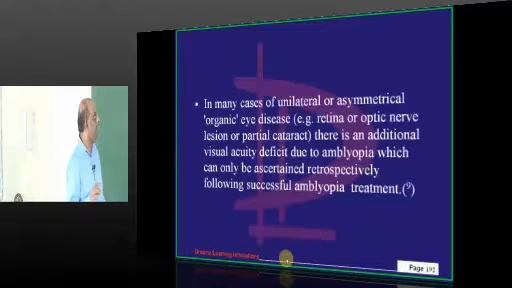 • In many cases of unilateral or asymmetrical
'organic' eye disease (e.g. retina or optic nerve
lesion or partial cataract) there is an additional
visual acuity deficit due to amblyopia which
can only be ascertained retrospectively
following successful amblyopia treatment.(⁹)
Page 192